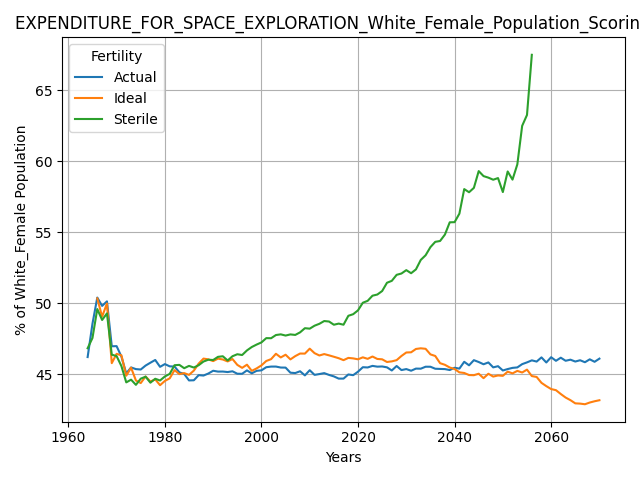 EXPENDITURE_FOR_SPACE_EXPLORATION_White_Female_Population_Scorin
Fertility
Actual
Ideal
Sterile
% of White_Female Population
65
60
55
50
45
1960 1980 2000 2020 2040 2060
Years